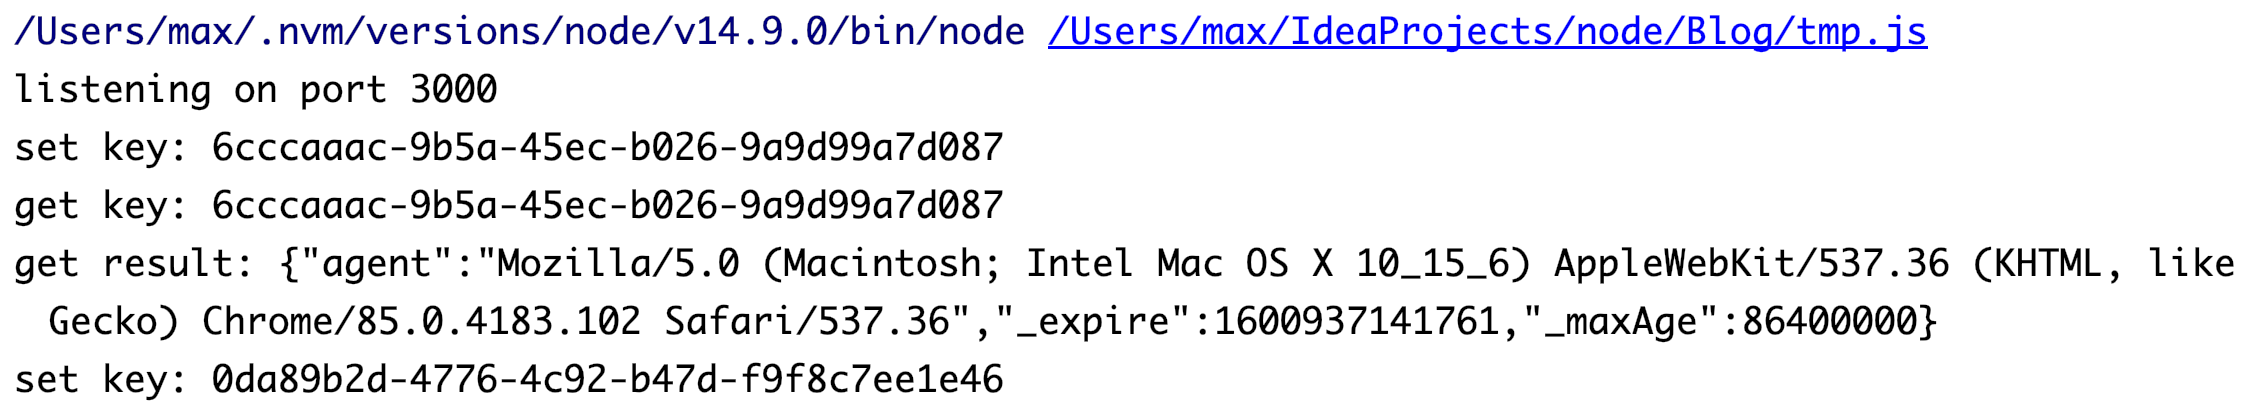 /Users/max/.nvm/versions/node/v14.9.0/bin/node /Users/max/IdeaProjects/node/Blog/tmp.js
listening on port 3000
set key: 6cccaaac-9b5a-45ec-b026-9a9d99a7d087
get key: 6cccaaac-9b5a-45ec-b026-9a9d99a7d087
get result: {"agent":"Mozilla/5.0 (Macintosh; Intel Mac OS X 10_15_6) AppleWebKit/537.36 (KHTML, like
Gecko) Chrome/85.0.4183.102 Safari/537.36","_expire":1600937141761,"_maxAge":86400000}
set key: 0da89b2d-4776-4c92-b47d-f9f8c7ee1e46